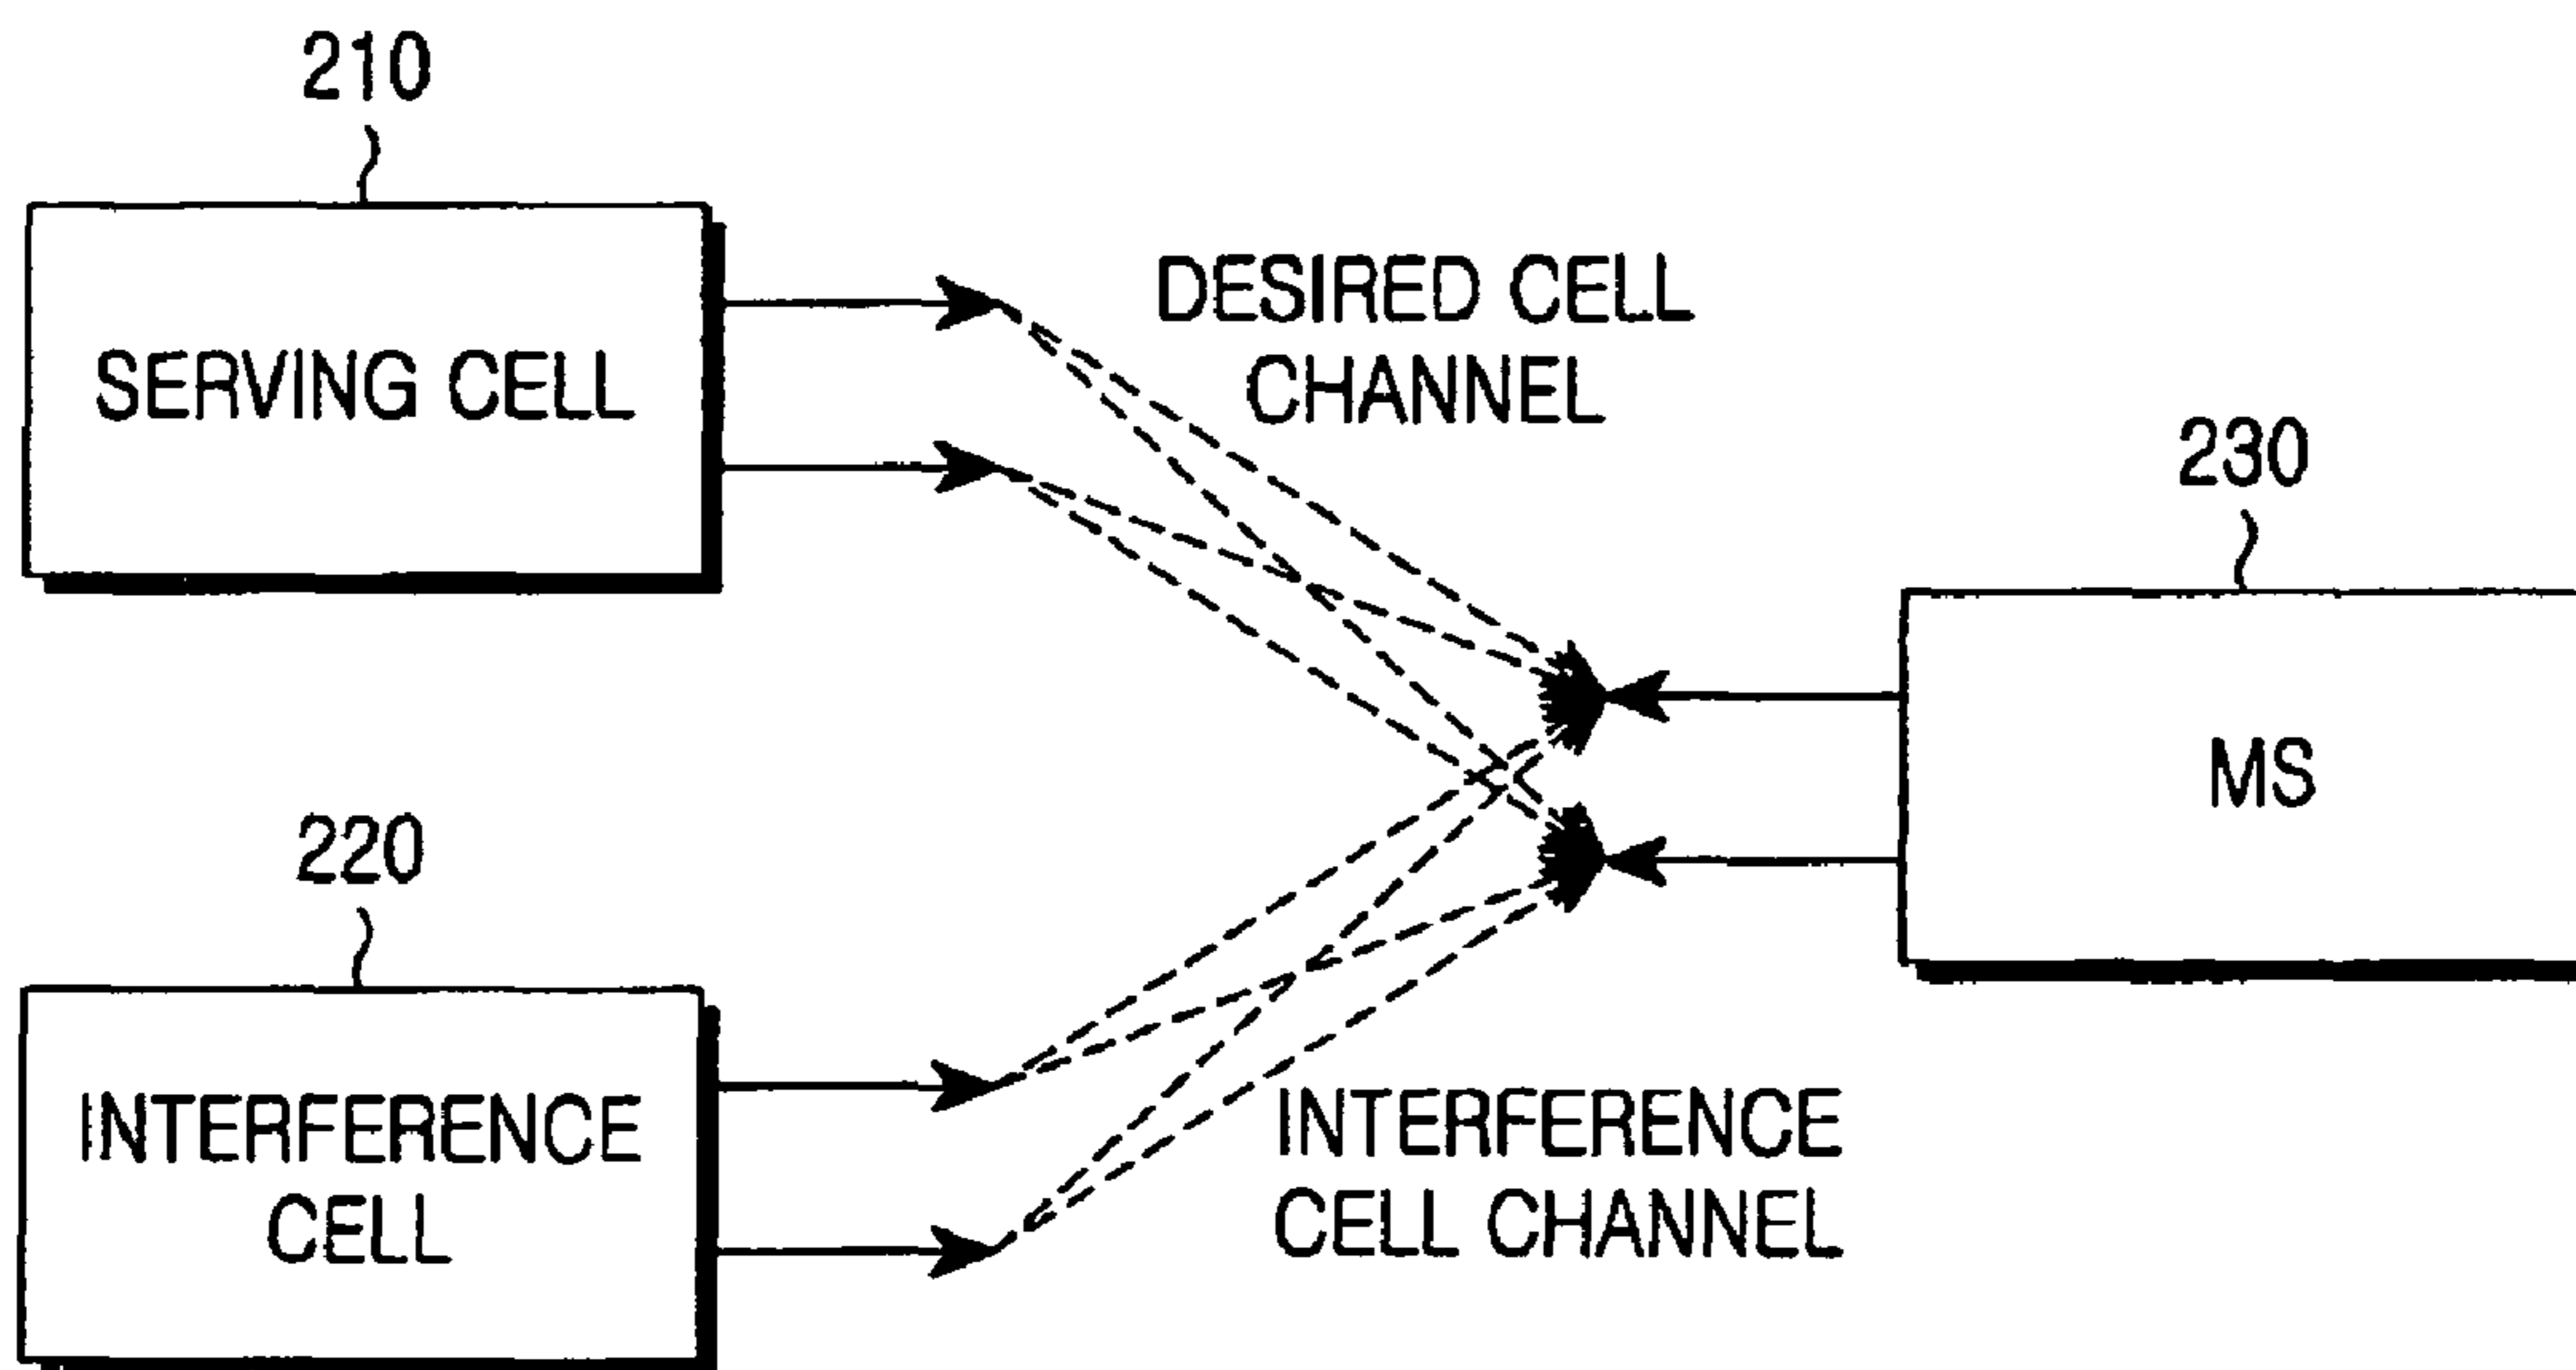 210
SERVING CELL
DESIRED CELL
CHANNEL
230
MS
220
INTERFERENCE
CELL
INTERFERENCE
CELL CHANNEL